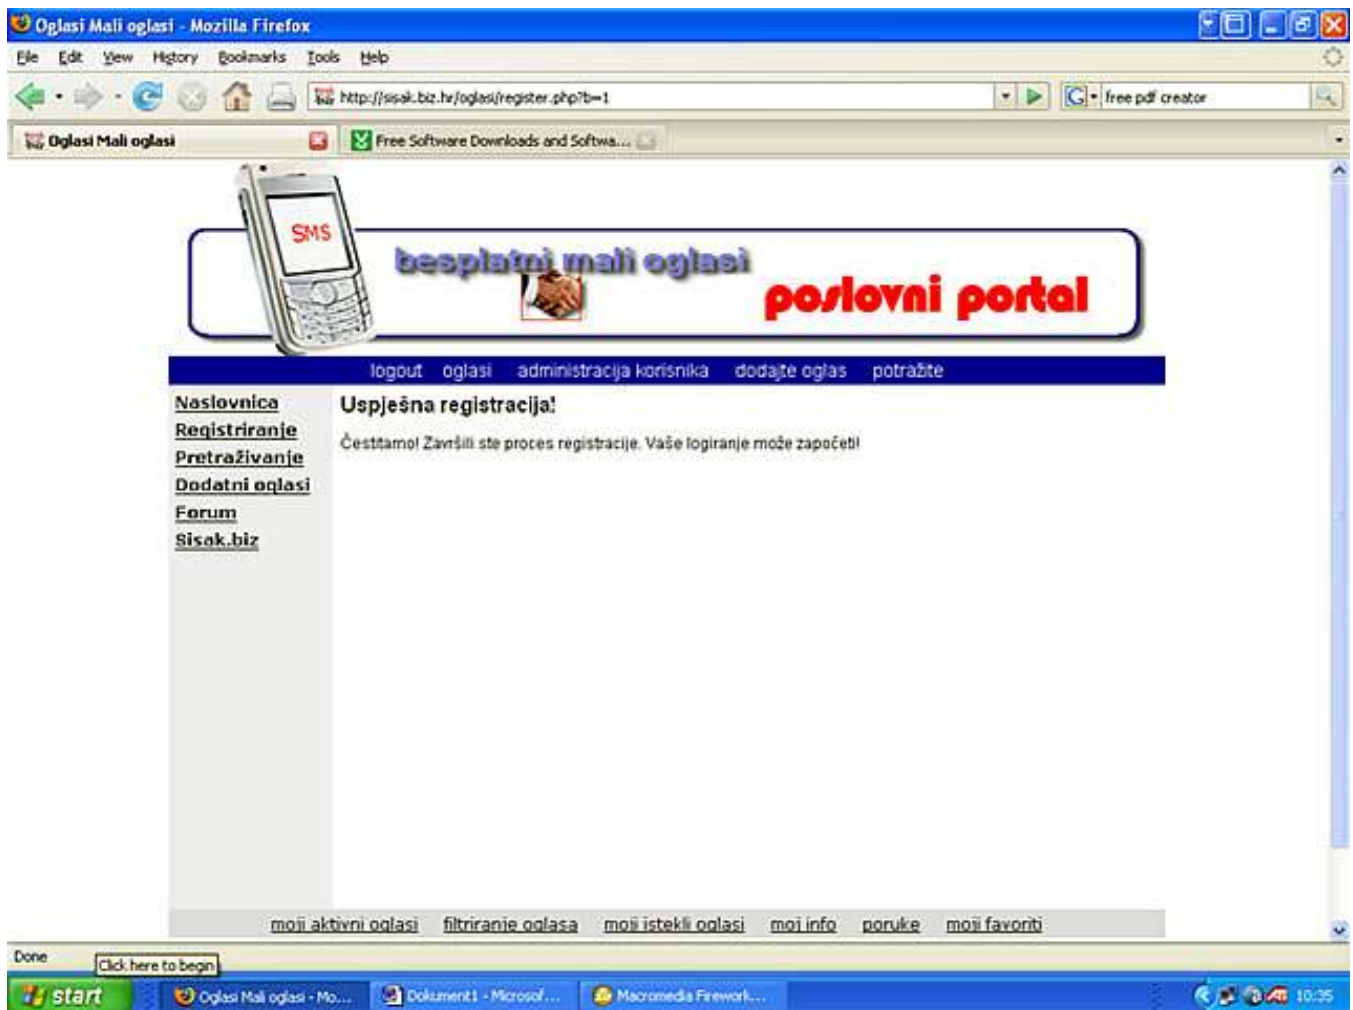 Oglasi Mali oglasi - Mozilla Firefox
File Edit View History Bookmarks Tools Help
http://sisak.biz.hr/oglasi/register.php?b=1
free pdf creator
Oglasi Mali oglasi
Free Software Downloads and Softwa...
SMS
besplatni mali oglasi
poslovni portal
logout oglasi administracija korisnika dodajte oglas potražite
Naslovnica
Registriranje
Pretraživanje
Dodatni oglasi
Forum
Sisak.biz
Uspješna registracija!
Čestitamo! Završili ste proces registracije. Vaše logiranje može započeti!
moji aktivni oglasi filtriranje oglasa moji istekli oglasi moj info poruke moji favoriti
Done
Click here to begin
start
Oglasi Mali oglasi - Mo...
Dokument1 - Microsof...
Macromedia Firework...
ATI
10:35